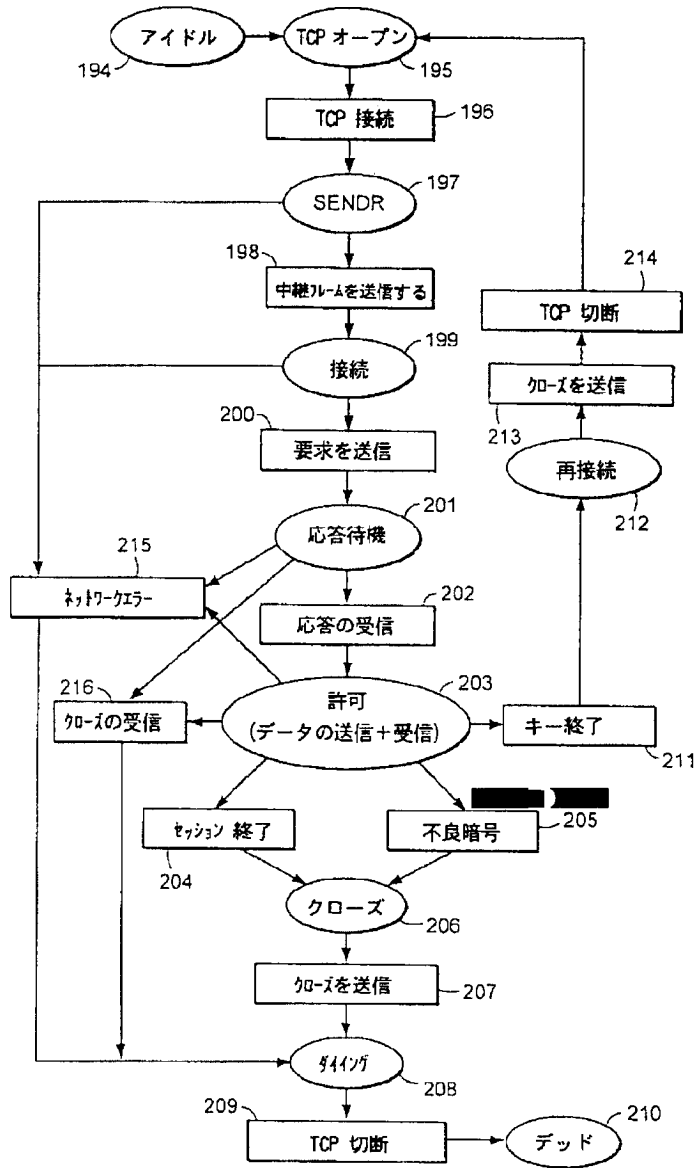 アイドル
194
TCP オープン
195
TCP 接続
196
SENDR
197
198
中継フレームを送信する
接続
199
200
要求を送信
応答待機
201
215
ネットワークエラー
202
応答の受信
216
クローズの受信
許可
(データの送信+受信)
203
キー終了
211
セッション 終了
204
不良暗号
205
クローズ
206
クローズを送信
207
ダイイング
208
209
TCP 切断
デッド
210
214
TCP 切断
クローズを送信
213
再接続
212